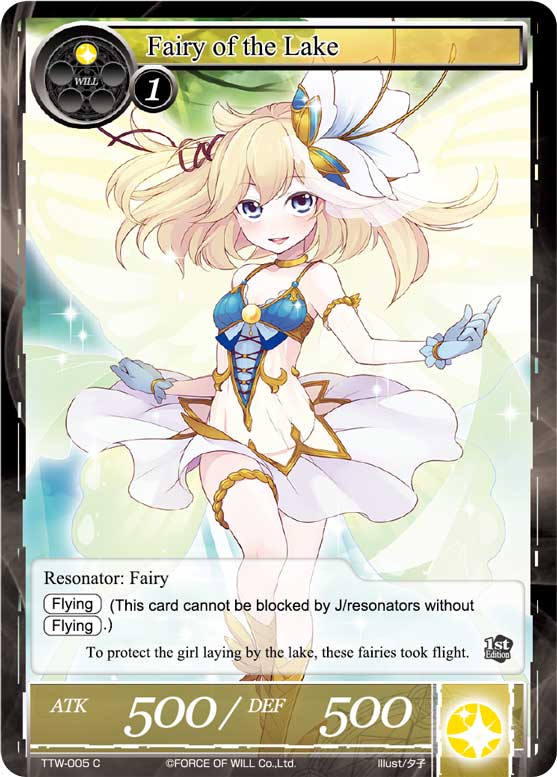 Fairy of the Lake
WILL
1
Resonator: Fairy
Flying (This card cannot be blocked by J/resonators without
Flying .)
To protect the girl laying by the lake, these fairies took flight.
1st
Edition
ATK 500 / DEF 500
TTW-005 C ©FORCE OF WILL Co.,Ltd. Illust/夕子